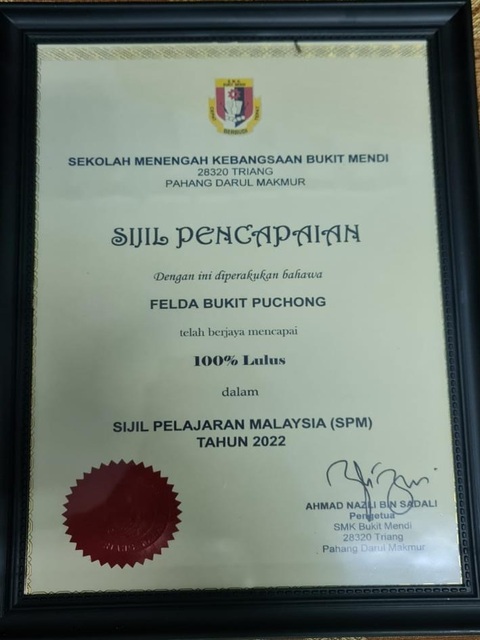 BERBUDI
SEKOLAH MENENGAH KEBANGSAAN BUKIT MENDI
28320 TRIANG
PAHANG DARUL MAKMUR
SIJIL PENCAPAIAN
Dengan ini diperakukan bahawa
FELDA BUKIT PUCHONG
telah berjaya mencapai
100% Lulus
dalam
SIJIL PELAJARAN MALAYSIA (SPM)
TAHUN 2022
AHMAD NAZLI BIN SADALI
Pengetua
SMK Bukit Mendi
28320 Triang
Pahang Darul Makmur